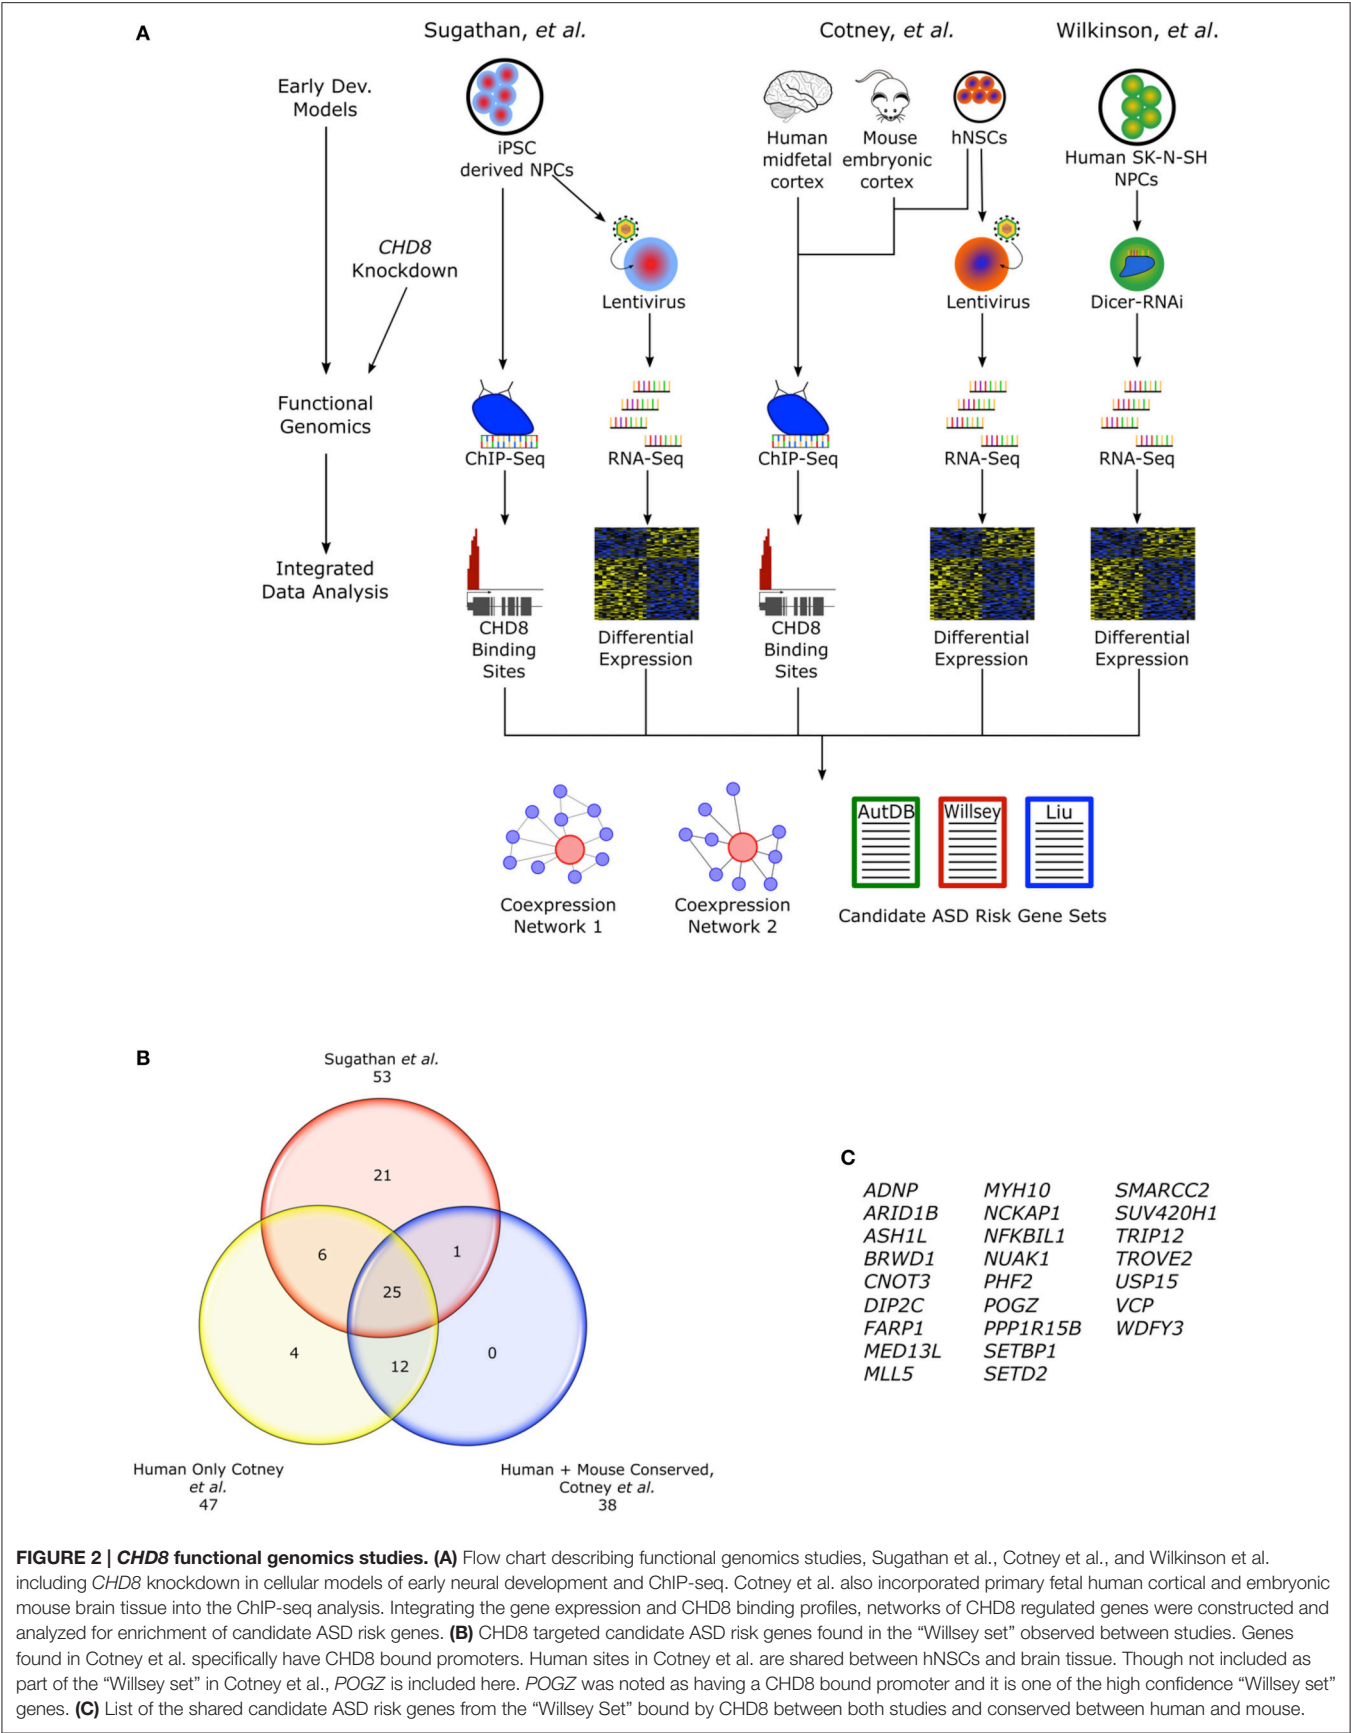 A
Sugathan, et al.
Cotney, et al.
Wilkinson, et al.
Early Dev.
Models
iPSC
derived NPCs
Human
midfetal
cortex
Mouse
embryonic
cortex
hNSCs
Human SK-N-SH
NPCs
CHD8
Knockdown
Lentivirus
Lentivirus
Dicer-RNAi
Functional
Genomics
ChIP-Seq
RNA-Seq
ChIP-Seq
RNA-Seq
RNA-Seq
Integrated
Data Analysis
CHD8
Binding
Sites
Differential
Expression
CHD8
Binding
Sites
Differential
Expression
Differential
Expression
Coexpression
Network 1
Coexpression
Network 2
AutDB
Willsey
Liu
Candidate ASD Risk Gene Sets
B
Sugathan et al.
53
21
6
1
25
4
12
0
Human Only Cotney
et al.
47
Human + Mouse Conserved,
Cotney et al.
38
C
ADNP
ARID1B
ASH1L
BRWD1
CNOT3
DIP2C
FARP1
MED13L
MLL5
MYH10
NCKAP1
NFKBIL1
NUAK1
PHF2
POGZ
PPP1R15B
SETBP1
SETD2
SMARCC2
SUV420H1
TRIP12
TROVE2
USP15
VCP
WDFY3
FIGURE 2 | CHD8 functional genomics studies. (A) Flow chart describing functional genomics studies, Sugathan et al., Cotney et al., and Wilkinson et al.
including CHD8 knockdown in cellular models of early neural development and ChIP-seq. Cotney et al. also incorporated primary fetal human cortical and embryonic
mouse brain tissue into the ChIP-seq analysis. Integrating the gene expression and CHD8 binding profiles, networks of CHD8 regulated genes were constructed and
analyzed for enrichment of candidate ASD risk genes. (B) CHD8 targeted candidate ASD risk genes found in the “Willsey set” observed between studies. Genes
found in Cotney et al. specifically have CHD8 bound promoters. Human sites in Cotney et al. are shared between hNSCs and brain tissue. Though not included as
part of the “Willsey set” in Cotney et al., POGZ is included here. POGZ was noted as having a CHD8 bound promoter and it is one of the high confidence “Willsey set”
genes. (C) List of the shared candidate ASD risk genes from the “Willsey Set” bound by CHD8 between both studies and conserved between human and mouse.